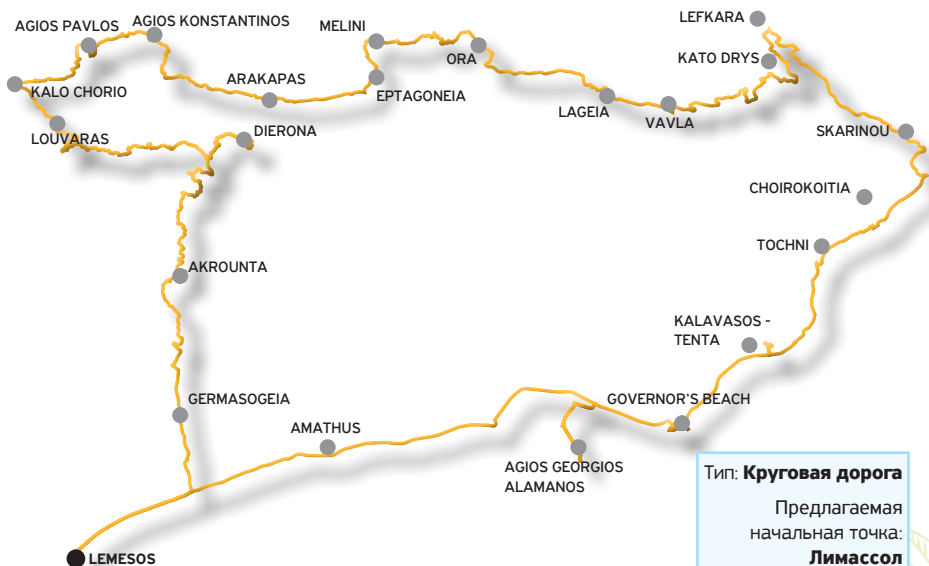 LEFKARA
AGIOS KONSTANTINOS
AGIOS PAVLOS
MELINI
ORA
KATO DRYS
ARAKAPAS
EPTAGONEIA
KALO CHORIO
LAGEIA
VAVLA
LOUVARAS
DIERONA
SKARINOU
CHOIROKOITIA
TOCHNI
AKROUNTA
KALAVASOS -
TENTA
GERMASOGEIA
GOVERNOR'S BEACH
AMATHUS
AGIOS GEORGIOS
ALAMANOS
LEMESOS
Тип: Круговая дорога
Предлагаемая
начальная точка:
Лимассол